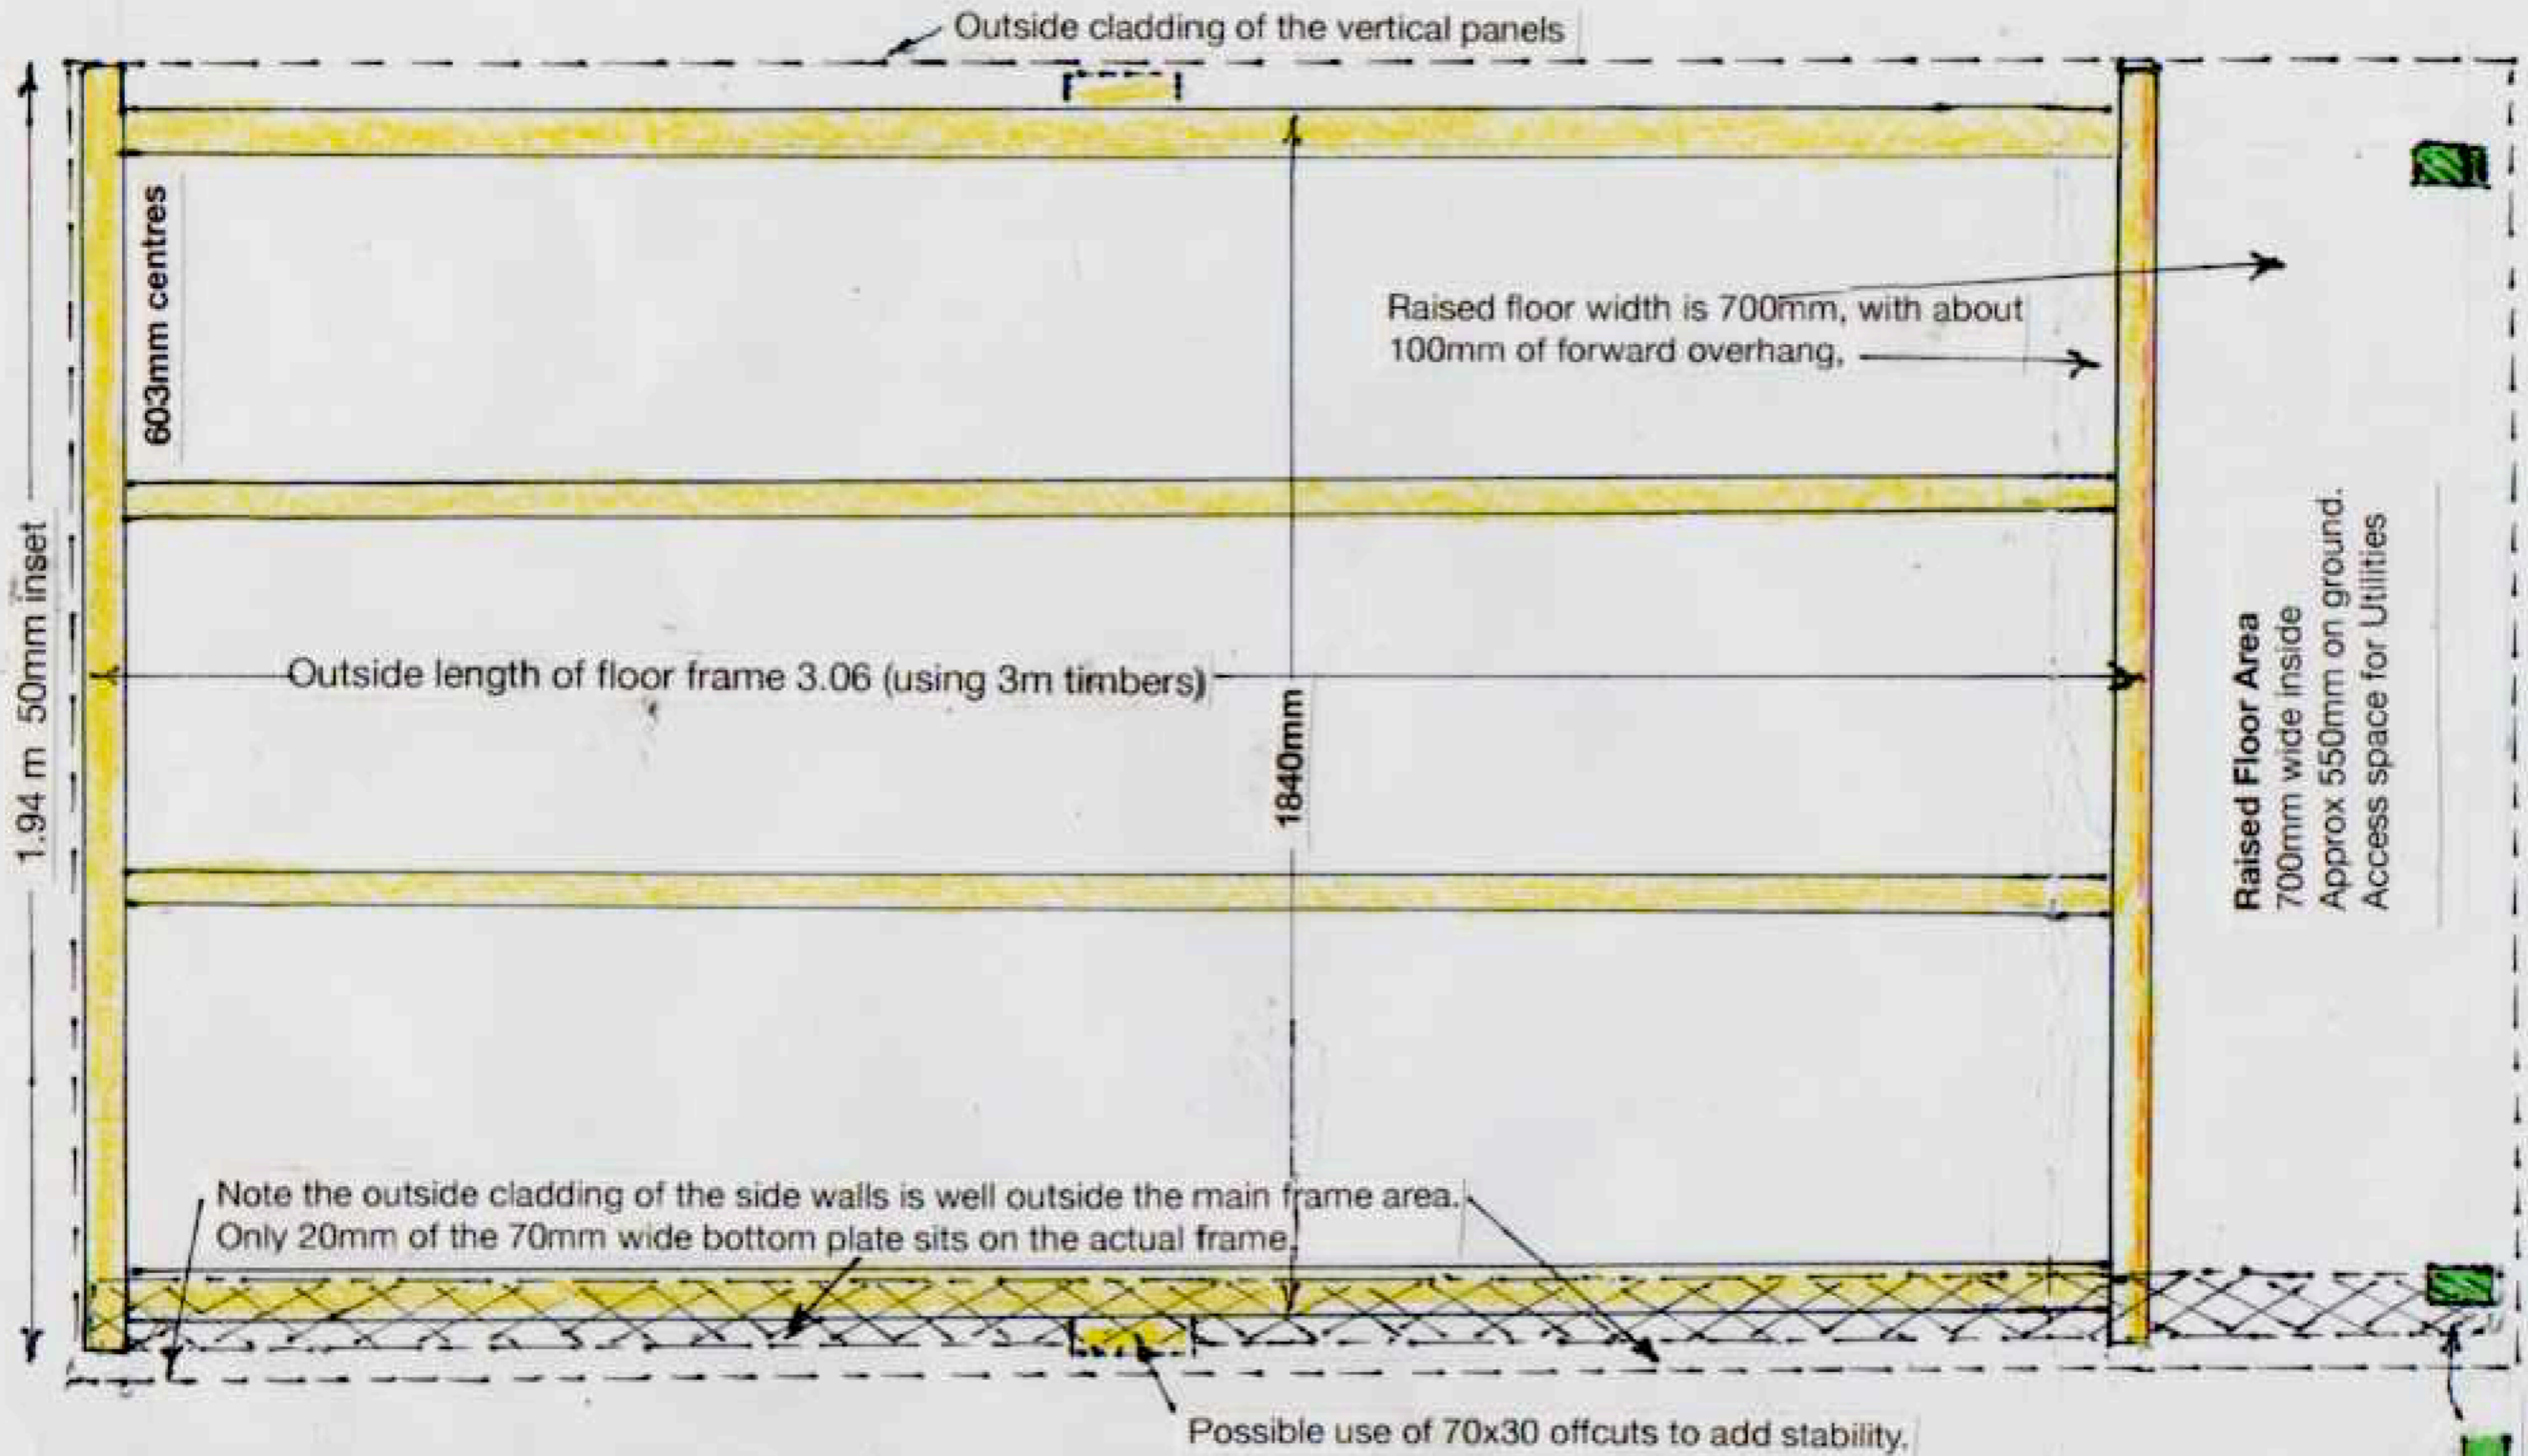 Outside cladding of the vertical panels
603mm centres
Raised floor width is 700mm, with about
100mm of forward overhang,
1.94 m 50mm inset
Outside length of floor frame 3.06 (using 3m timbers)
1840mm
Raised Floor Area
700mm wide inside
Approx 550mm on ground.
Access space for Utilities
Note the outside cladding of the side walls is well outside the main frame area.
Only 20mm of the 70mm wide bottom plate sits on the actual frame.
Possible use of 70x30 offcuts to add stability.